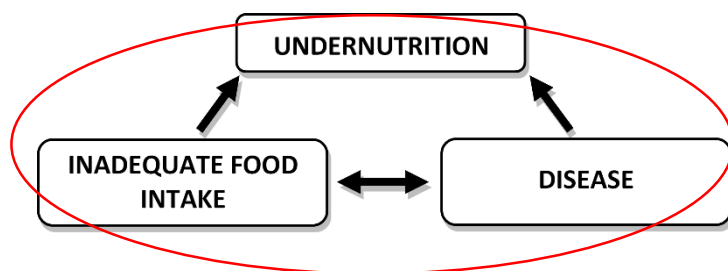 UNDERNUTRITION
INADEQUATE FOOD
INTAKE
DISEASE